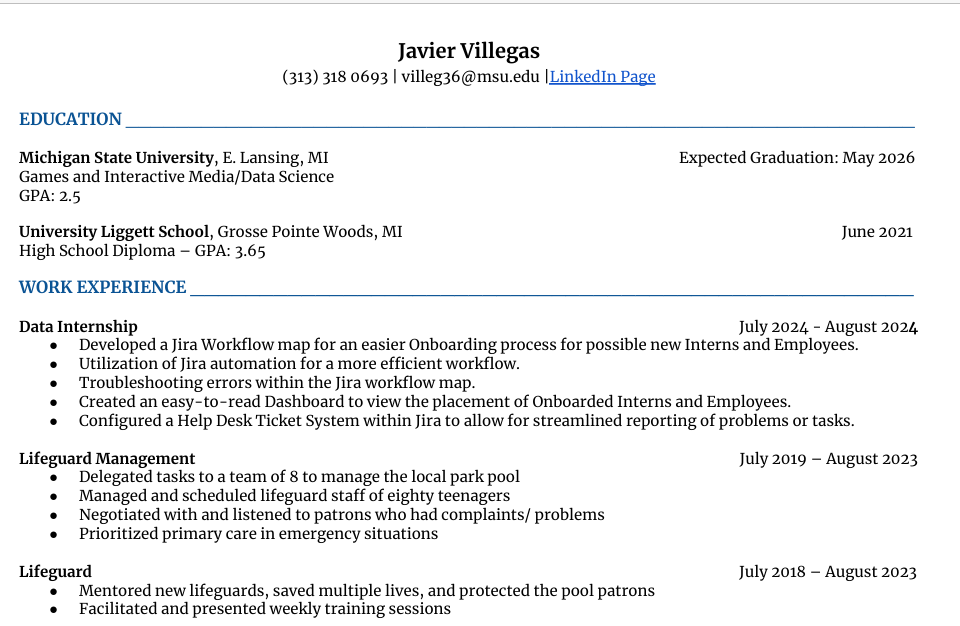 Javier Villegas
(313) 318 0693 | villeg36@msu.edu |LinkedIn Page
EDUCATION
Michigan State University, E. Lansing, MI Expected Graduation: May 2026
Games and Interactive Media/Data Science
GPA: 2.5
University Liggett School, Grosse Pointe Woods, MI June 2021
High School Diploma – GPA: 3.65
WORK EXPERIENCE
Data Internship July 2024 - August 2024
● Developed a Jira Workflow map for an easier Onboarding process for possible new Interns and Employees.
● Utilization of Jira automation for a more efficient workflow.
● Troubleshooting errors within the Jira workflow map.
● Created an easy-to-read Dashboard to view the placement of Onboarded Interns and Employees.
● Configured a Help Desk Ticket System within Jira to allow for streamlined reporting of problems or tasks.
Lifeguard Management July 2019 – August 2023
● Delegated tasks to a team of 8 to manage the local park pool
● Managed and scheduled lifeguard staff of eighty teenagers
● Negotiated with and listened to patrons who had complaints/ problems
● Prioritized primary care in emergency situations
Lifeguard July 2018 – August 2023
● Mentored new lifeguards, saved multiple lives, and protected the pool patrons
● Facilitated and presented weekly training sessions